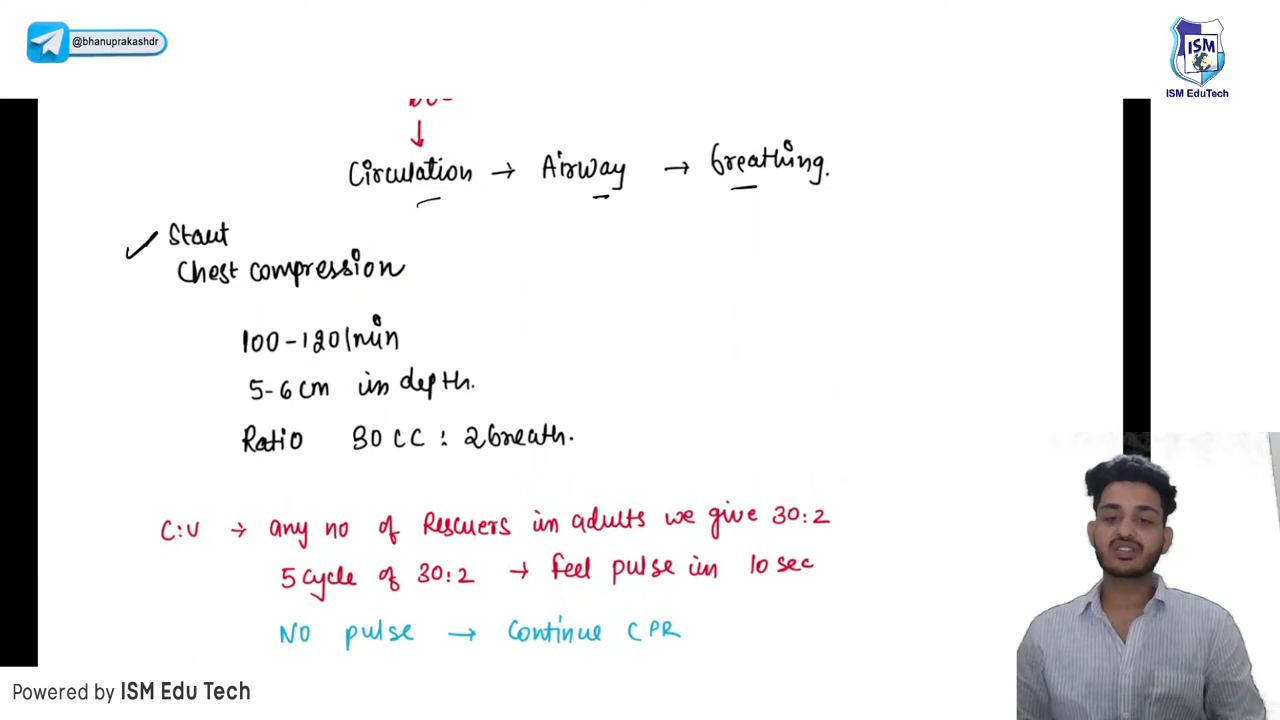 @bhanuprakashdr
ISM
ISM EduTech
Circulation → Airway → breathing.
✓ Start
Chest compression
100-120/min
5-6 cm in depth.
Ratio 30 CC : 2 breath.
C:V → any no of Rescuers in adults we give 30:2
5 cycle of 30:2 → feel pulse in 10 sec
No pulse → Continue CPR
Powered by ISM Edu Tech